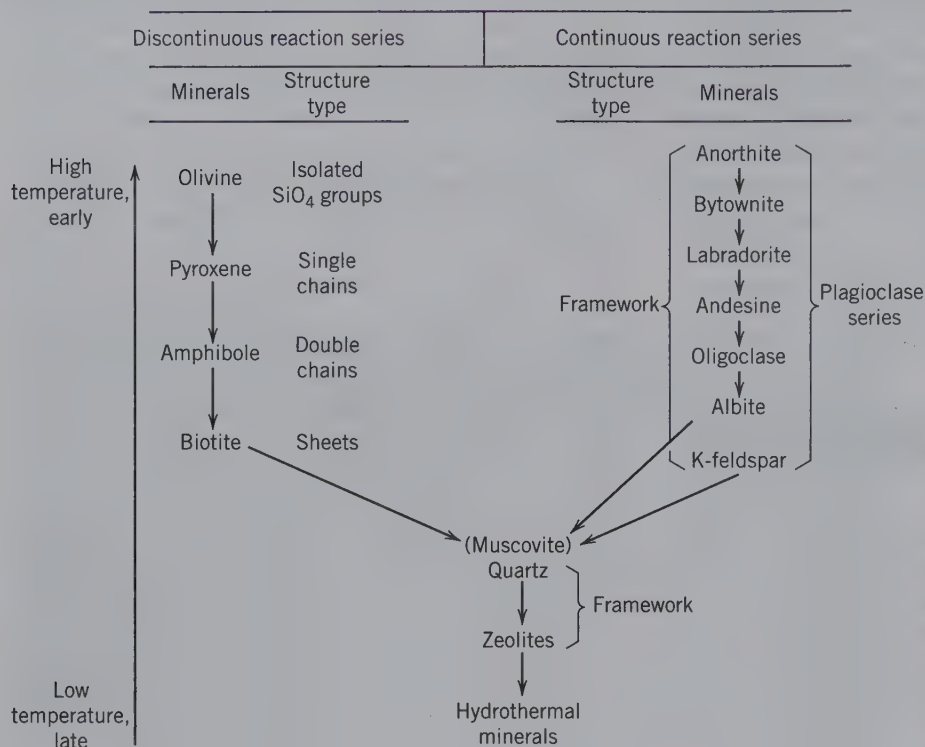 Discontinuous reaction series
Continuous reaction series
Minerals
Structure
type
Structure
type
Minerals
High
temperature,
early
Olivine
Isolated
SiO₄ groups
Pyroxene
Single
chains
Amphibole
Double
chains
Biotite
Sheets
Framework
Anorthite
Bytownite
Labradorite
Andesine
Oligoclase
Albite
K-feldspar
Plagioclase
series
(Muscovite)
Quartz
Zeolites
Framework
Hydrothermal
minerals
Low
temperature,
late